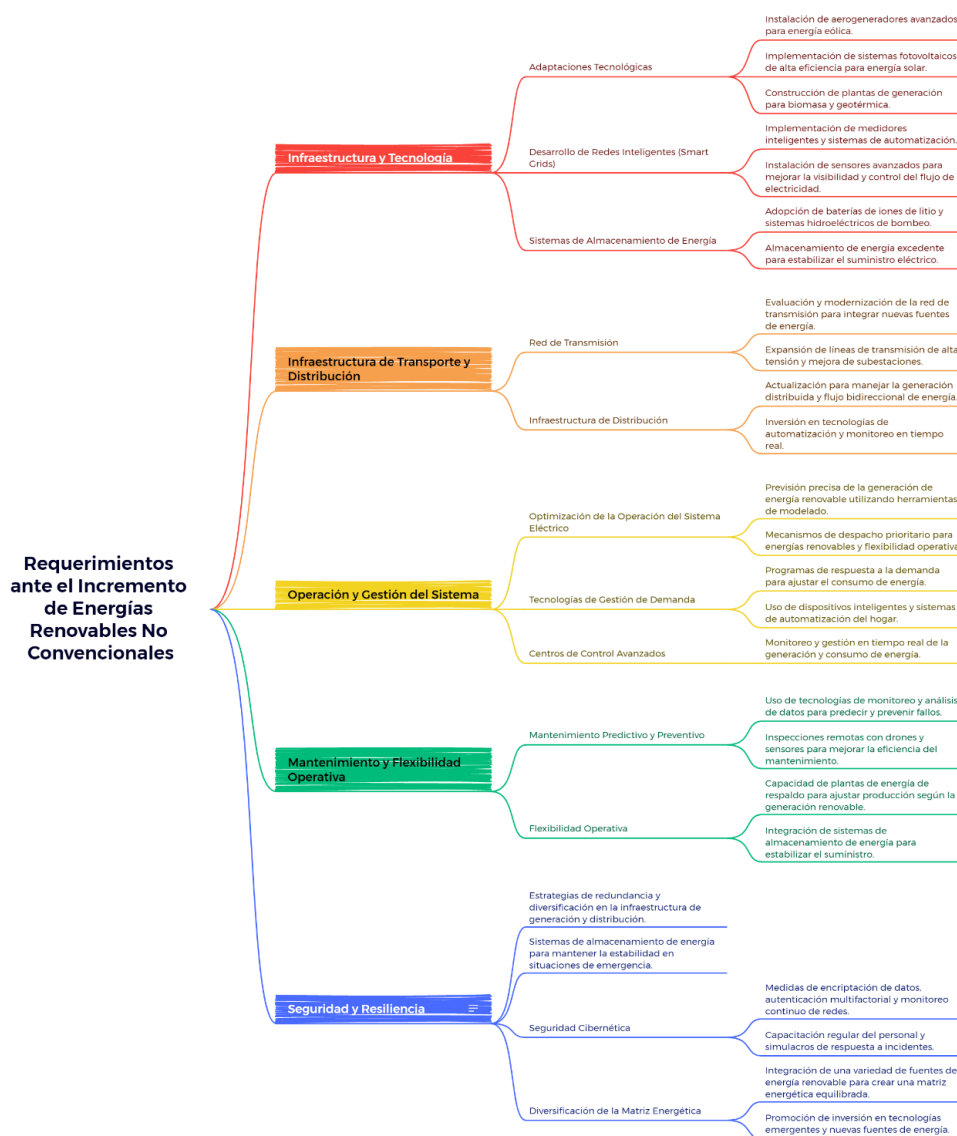 Requerimientos
ante el Incremento
de Energías
Renovables No
Convencionales
Infraestructura y Tecnología
Adaptaciones Tecnológicas
Instalación de aerogeneradores avanzados
para energía eólica.
Implementación de sistemas fotovoltaicos
de alta eficiencia para energía solar.
Construcción de plantas de generación
para biomasa y geotérmica.
Desarrollo de Redes Inteligentes (Smart
Grids)
Implementación de medidores
inteligentes y sistemas de automatización.
Instalación de sensores avanzados para
mejorar la visibilidad y control del flujo de
electricidad.
Sistemas de Almacenamiento de Energía
Adopción de baterías de iones de litio y
sistemas hidroeléctricos de bombeo.
Almacenamiento de energía excedente
para estabilizar el suministro eléctrico.
Infraestructura de Transporte y
Distribución
Red de Transmisión
Evaluación y modernización de la red de
transmisión para integrar nuevas fuentes
de energía.
Expansión de líneas de transmisión de alta
tensión y mejora de subestaciones.
Infraestructura de Distribución
Actualización para manejar la generación
distribuida y flujo bidireccional de energía.
Inversión en tecnologías de
automatización y monitoreo en tiempo
real.
Operación y Gestión del Sistema
Optimización de la Operación del Sistema
Eléctrico
Previsión precisa de la generación de
energía renovable utilizando herramientas
de modelado.
Mecanismos de despacho prioritario para
energías renovables y flexibilidad operativa
Tecnologías de Gestión de Demanda
Programas de respuesta a la demanda
para ajustar el consumo de energía.
Uso de dispositivos inteligentes y sistemas
de automatización del hogar.
Centros de Control Avanzados
Monitoreo y gestión en tiempo real de la
generación y consumo de energía.
Mantenimiento y Flexibilidad
Operativa
Mantenimiento Predictivo y Preventivo
Uso de tecnologías de monitoreo y análisis
de datos para predecir y prevenir fallos.
Inspecciones remotas con drones y
sensores para mejorar la eficiencia del
mantenimiento.
Flexibilidad Operativa
Capacidad de plantas de energía de
respaldo para ajustar producción según la
generación renovable.
Integración de sistemas de
almacenamiento de energía para
estabilizar el suministro.
Seguridad y Resiliencia
Estrategias de redundancia y
diversificación en la infraestructura de
generación y distribución.
Sistemas de almacenamiento de energía
para mantener la estabilidad en
situaciones de emergencia.
Seguridad Cibernética
Medidas de encriptación de datos,
autenticación multifactorial y monitoreo
continuo de redes.
Capacitación regular del personal y
simulacros de respuesta a incidentes.
Diversificación de la Matriz Energética
Integración de una variedad de fuentes de
energía renovable para crear una matriz
energética equilibrada.
Promoción de inversión en tecnologías
emergentes y nuevas fuentes de energía.